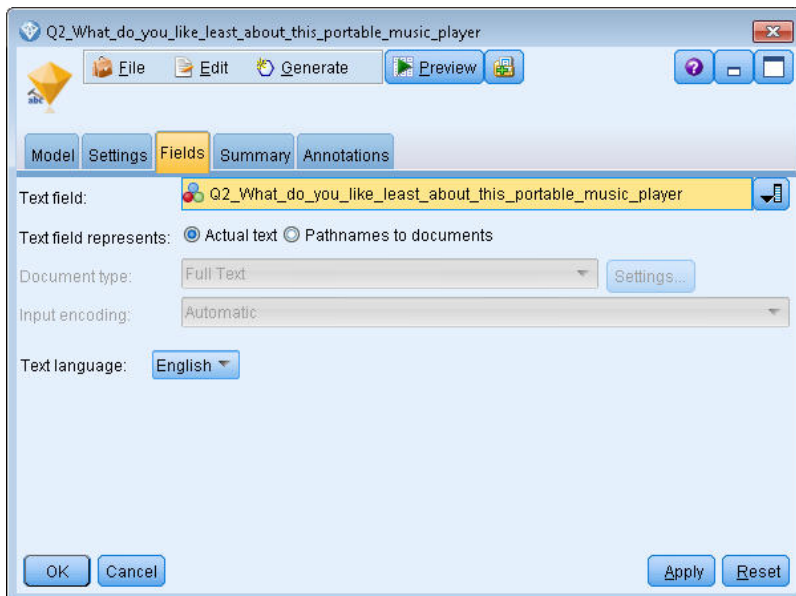 Q2_What_do_you_like_least_about_this_portable_music_player
File Edit Generate Preview
abc
Model Settings Fields Summary Annotations
Text field: Q2_What_do_you_like_least_about_this_portable_music_player
Text field represents: Actual text Pathnames to documents
Document type: Full Text Settings...
Input encoding: Automatic
Text language: English
OK Cancel Apply Reset